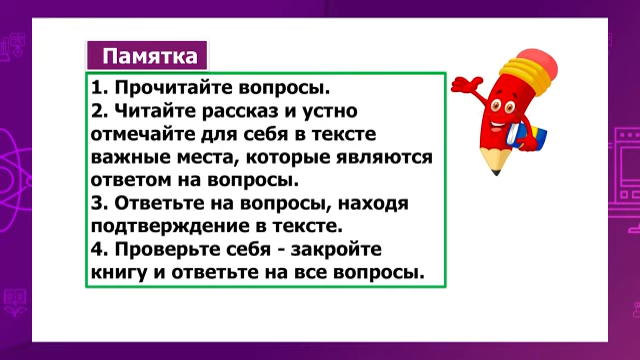 Памятка
1. Прочитайте вопросы.
2. Читайте рассказ и устно
отмечайте для себя в тексте
важные места, которые являются
ответом на вопросы.
3. Ответьте на вопросы, находя
подтверждение в тексте.
4. Проверьте себя - закройте
книгу и ответьте на все вопросы.